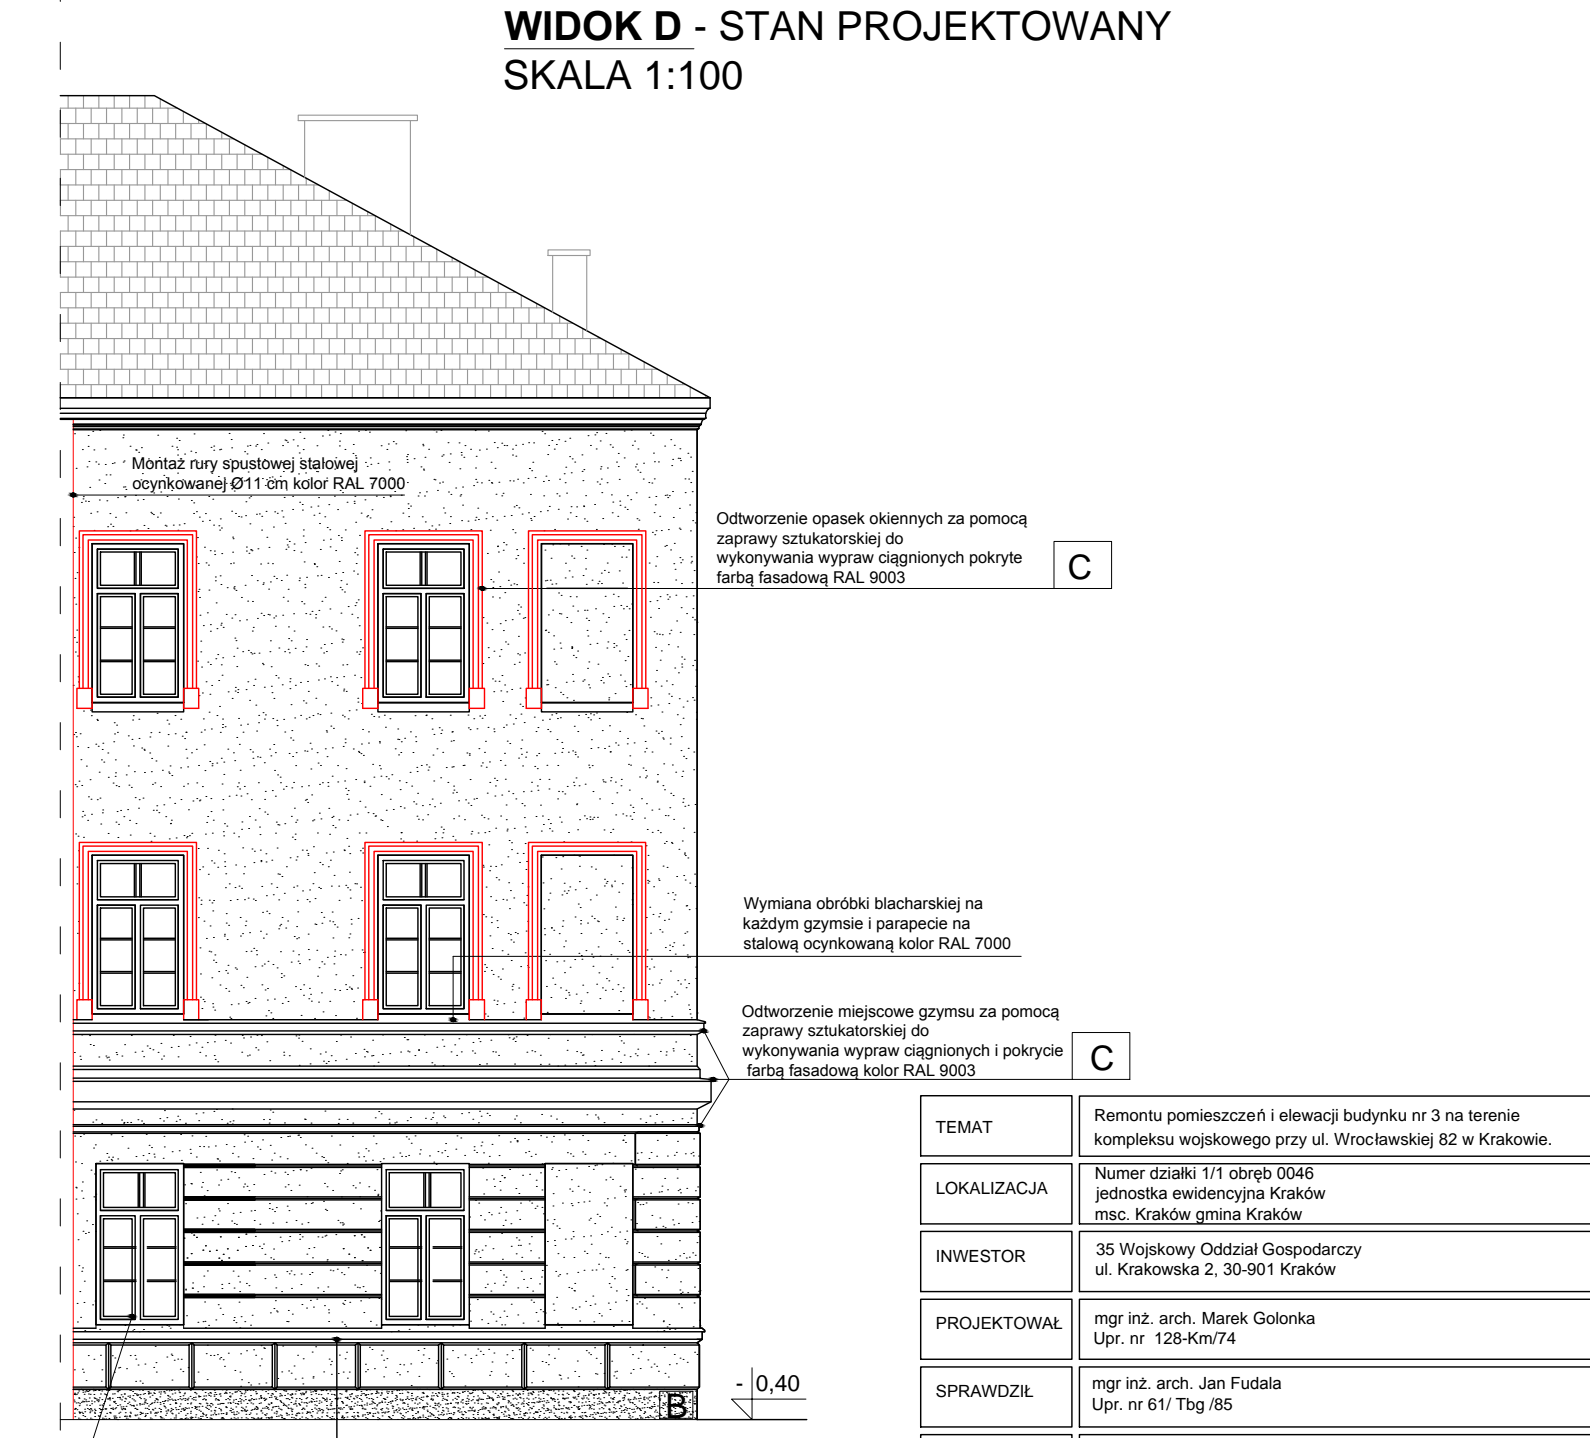 WIDOK D - STAN PROJEKTOWANY
SKALA 1:100
Montaż rury spustowej stalowej
ocynkowanej Ø11 cm kolor RAL 7000
Odtworzenie opasek okiennych za pomocą
zaprawy sztukatorskiej do
wykonywania wypraw ciągnionych pokryte
farbą fasadową RAL 9003
C
Wymiana obróbki blacharskiej na
każdym gzymsie i parapecie na
stalową ocynkowaną kolor RAL 7000
Odtworzenie miejscowe gzymsu za pomocą
zaprawy sztukatorskiej do
wykonywania wypraw ciągnionych i pokrycie
farbą fasadową kolor RAL 9003
C
TEMAT
Remontu pomieszczeń i elewacji budynku nr 3 na terenie
kompleksu wojskowego przy ul. Wrocławskiej 82 w Krakowie.
LOKALIZACJA
Numer działki 1/1 obręb 0046
jednostka ewidencyjna Kraków
msc. Kraków gmina Kraków
INWESTOR
35 Wojskowy Oddział Gospodarczy
ul. Krakowska 2, 30-901 Kraków
PROJEKTOWAŁ
mgr inż. arch. Marek Golonka
Upr. nr 128-Km/74
SPRAWDZIŁ
mgr inż. arch. Jan Fudala
Upr. nr 61/ Tbg /85
- 0,40
B